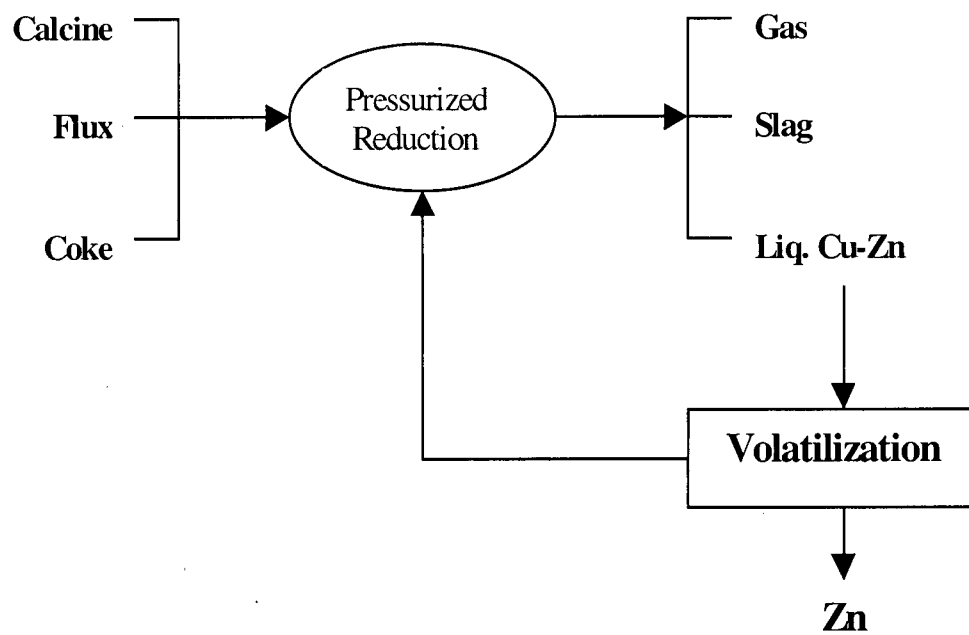 Calcine
Flux
Coke
Pressurized
Reduction
Gas
Slag
Liq. Cu-Zn
Volatilization
Zn